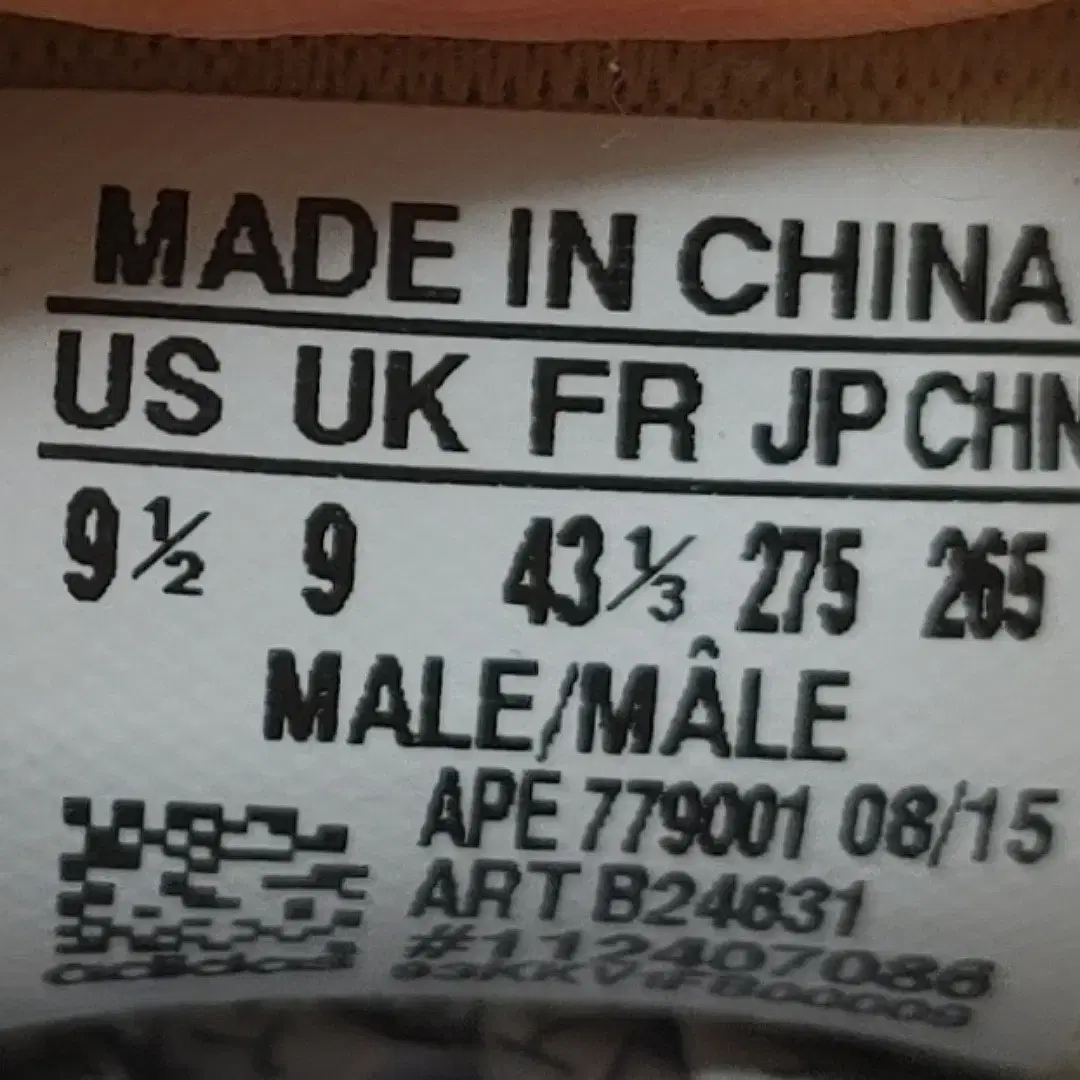 MADE IN CHINA
US UK FR JP CHN
9½ 9 43⅓ 275 265
MALE/MÂLE
APE 779001 08/15
ART B24631
#112407086
adidas